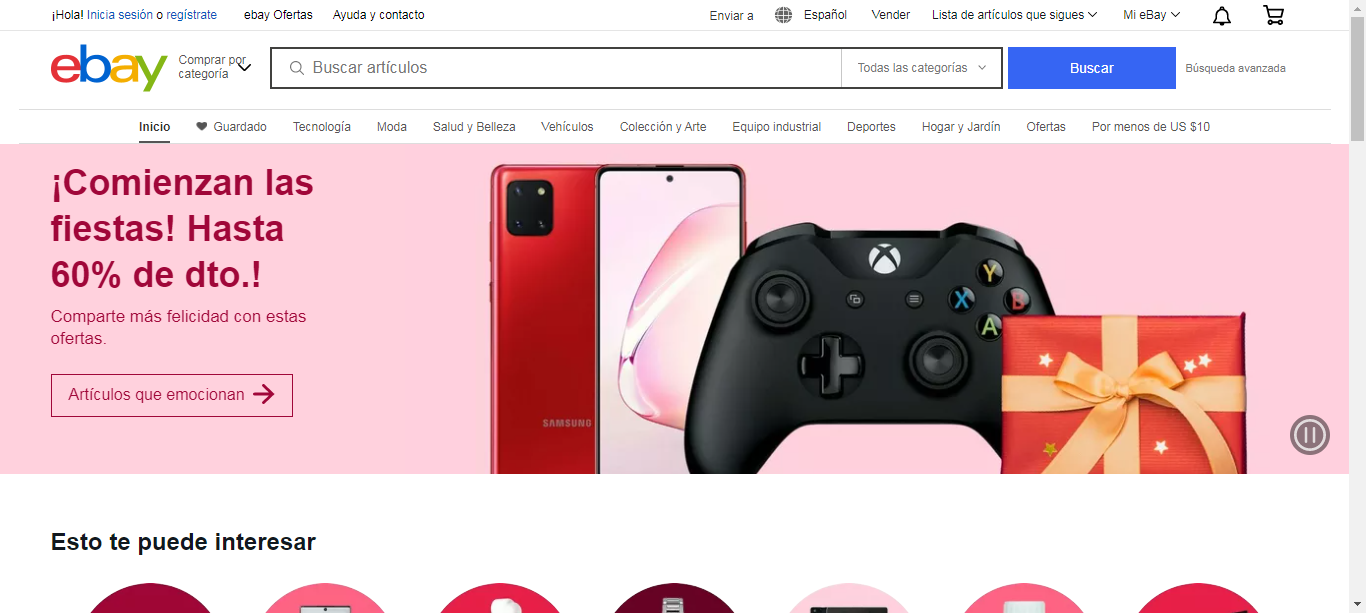 ¡Hola! Inicia sesión o regístrate ebay Ofertas Ayuda y contacto Enviar a Español Vender Lista de artículos que sigues Mi eBay
ebay
Comprar por
categoría
Buscar artículos
Todas las categorías
Buscar
Búsqueda avanzada
Inicio Guardado Tecnología Moda Salud y Belleza Vehículos Colección y Arte Equipo industrial Deportes Hogar y Jardín Ofertas Por menos de US $10
¡Comienzan las
fiestas! Hasta
60% de dto.!
Comparte más felicidad con estas
ofertas.
Artículos que emocionan
SAMSUNG
Y
X
B
A
Esto te puede interesar